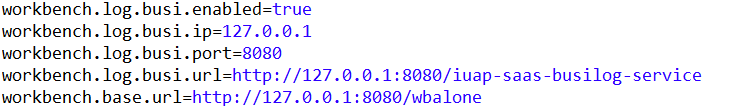 workbench.log.busi.enabled=true
workbench.log.busi.ip=127.0.0.1
workbench.log.busi.port=8080
workbench.log.busi.url=http://127.0.0.1:8080/iuap-saas-busilog-service
workbench.base.url=http://127.0.0.1:8080/wbalone